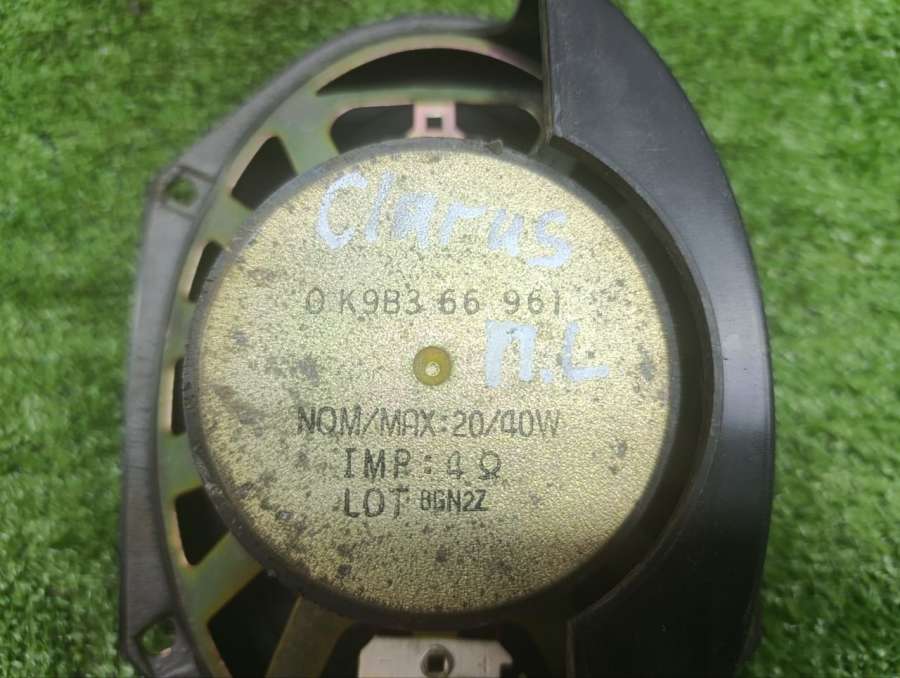 Clarus
0K9B3 66 961
П.L
NOM/MAX:20/40W
IMP: 4Ω
LOT 8GN2Z